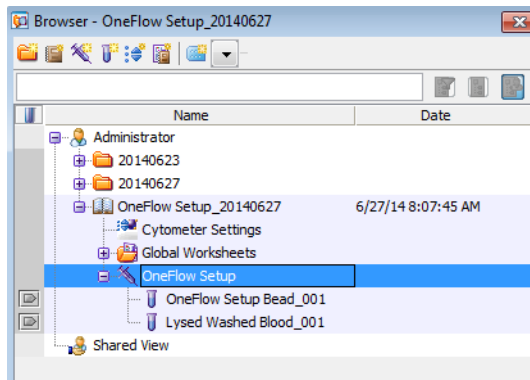 Browser - OneFlow Setup_20140627
Name Date
Administrator
20140623
20140627
OneFlow Setup_20140627 6/27/14 8:07:45 AM
Cytometer Settings
Global Worksheets
OneFlow Setup
OneFlow Setup Bead_001
Lysed Washed Blood_001
Shared View